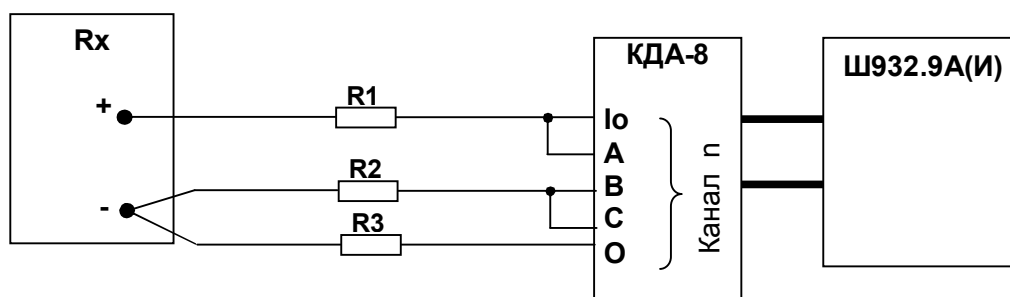 Rx
+
-
R1
R2
R3
КДА-8
Io
A
B
C
O
Канал n
Ш932.9А(И)